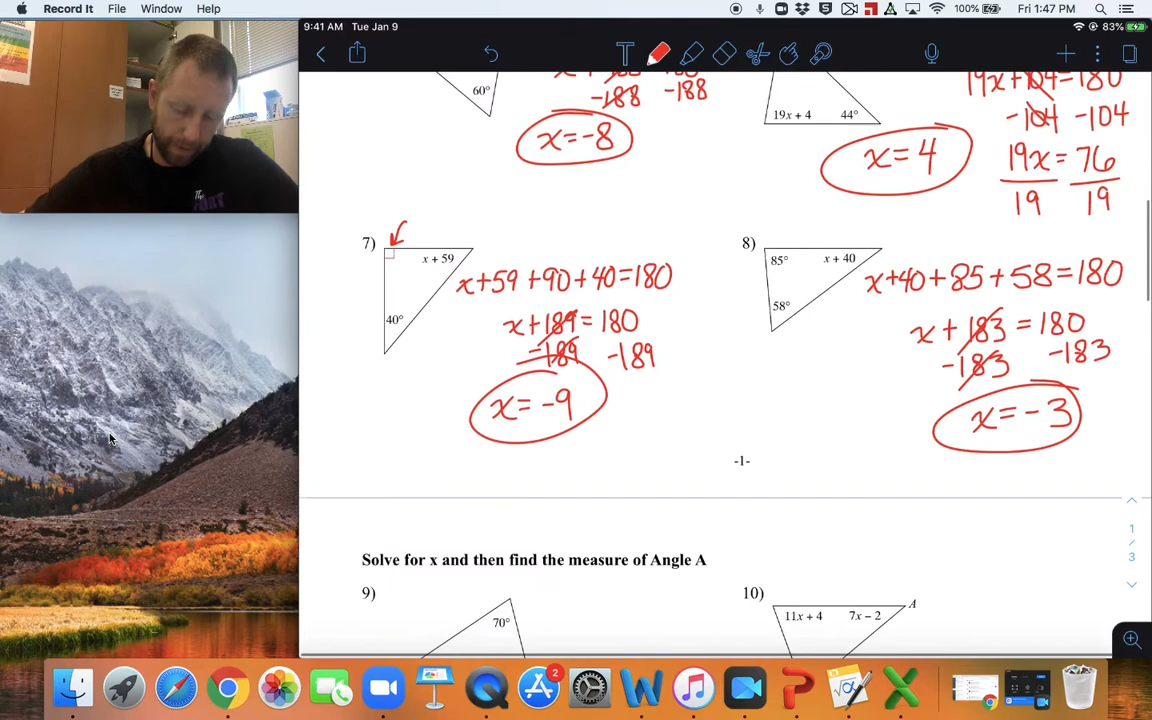 Record It File Window Help
100% Fri 1:47 PM
9:41 AM Tue Jan 9
83%
60°
-188 -188
x=-8
19x + 4 44°
x=4
19x+104=180
-104 -104
19x=76
19 19
7)
x + 59
40°
x+59+90+40=180
x+189=180
-189 -189
x=-9
8)
85° x + 40
58°
x+40+85+58=180
x+183=180
-183 -183
x=-3
-1-
1
/
3
Solve for x and then find the measure of Angle A
9)
70°
10)
11x + 4 7x − 2 A
2